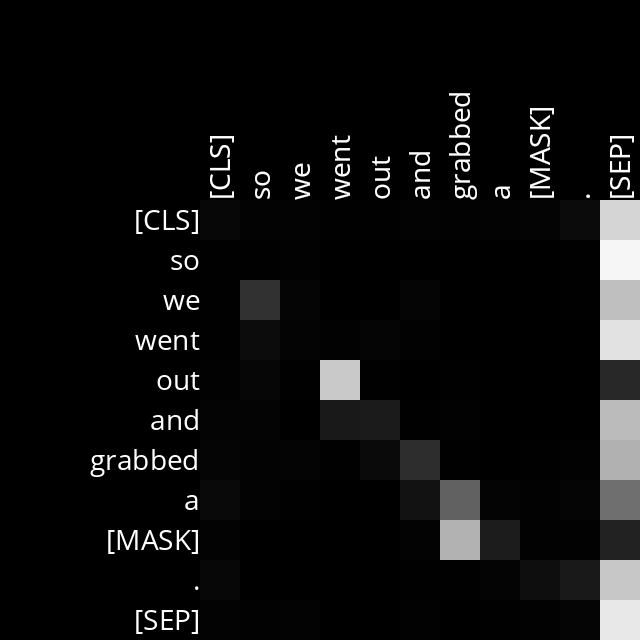 [CLS] so we went out and grabbed a [MASK] . [SEP]
[CLS]
so
we
went
out
and
grabbed
a
[MASK]
.
[SEP]